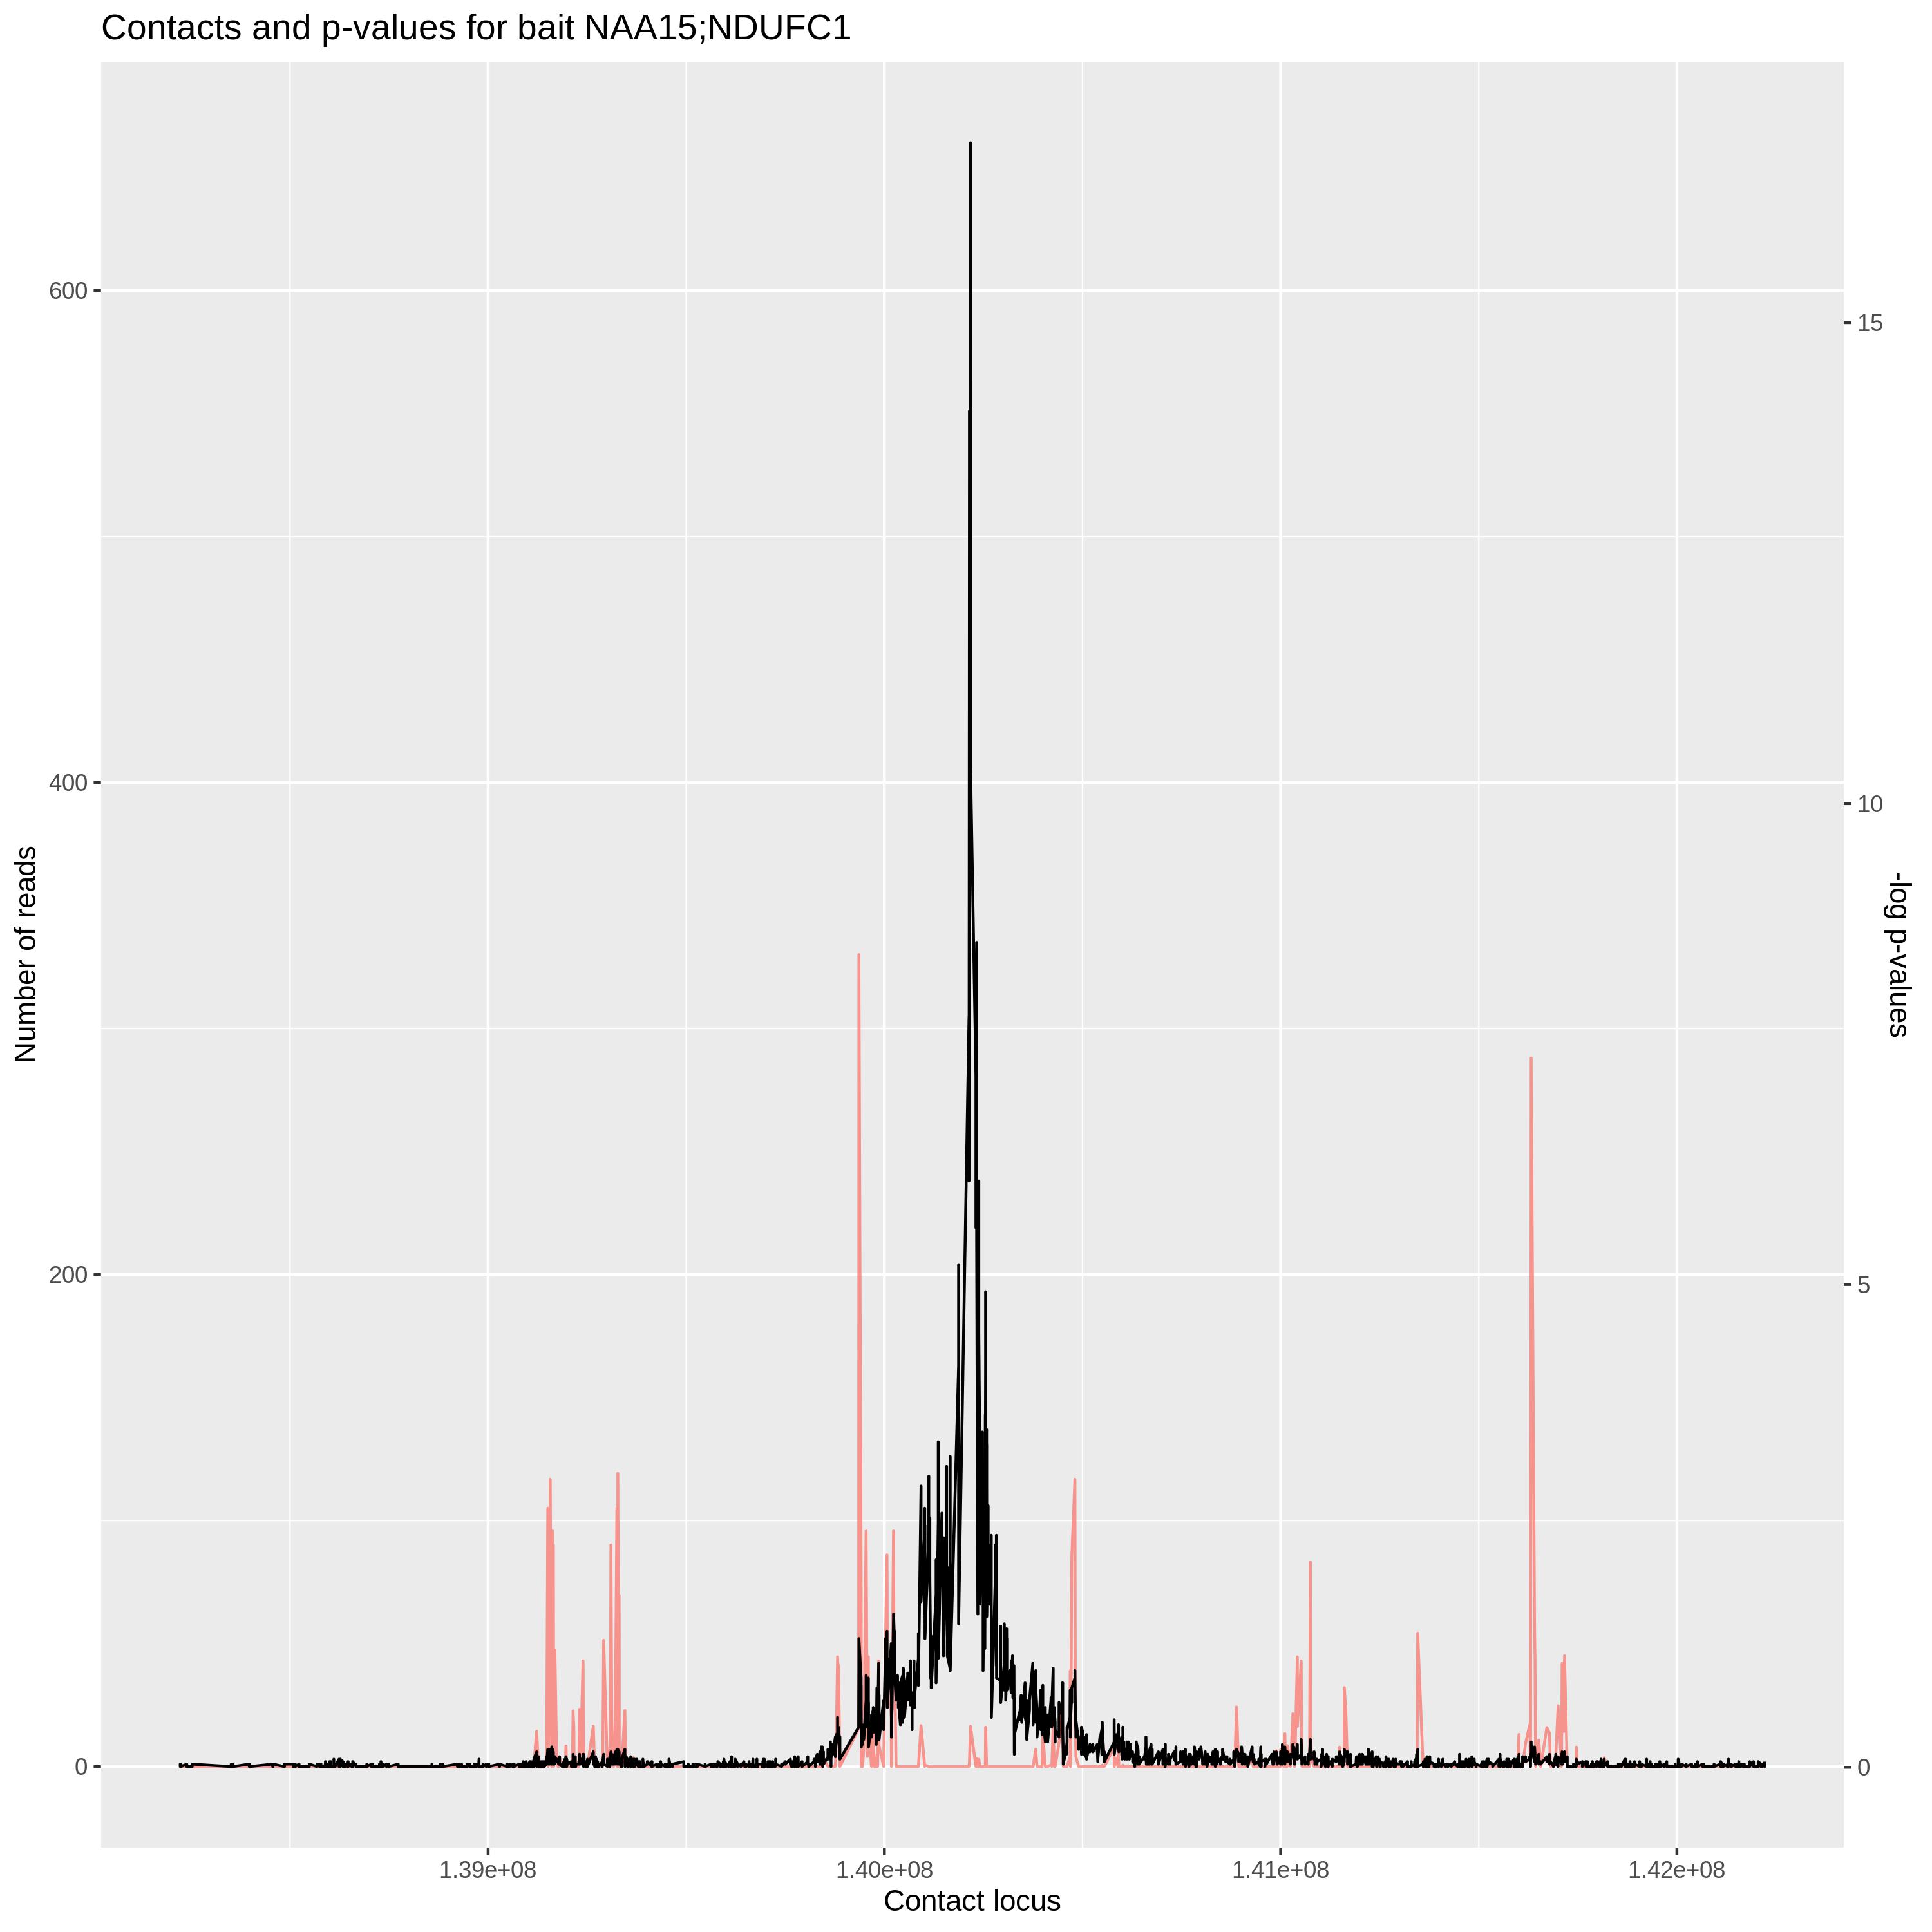 Contacts and p-values for bait NAA15;NDUFC1
600
400
200
0
Number of reads
15
10
5
0
-log p-values
1.39e+08
1.40e+08
1.41e+08
1.42e+08
Contact locus